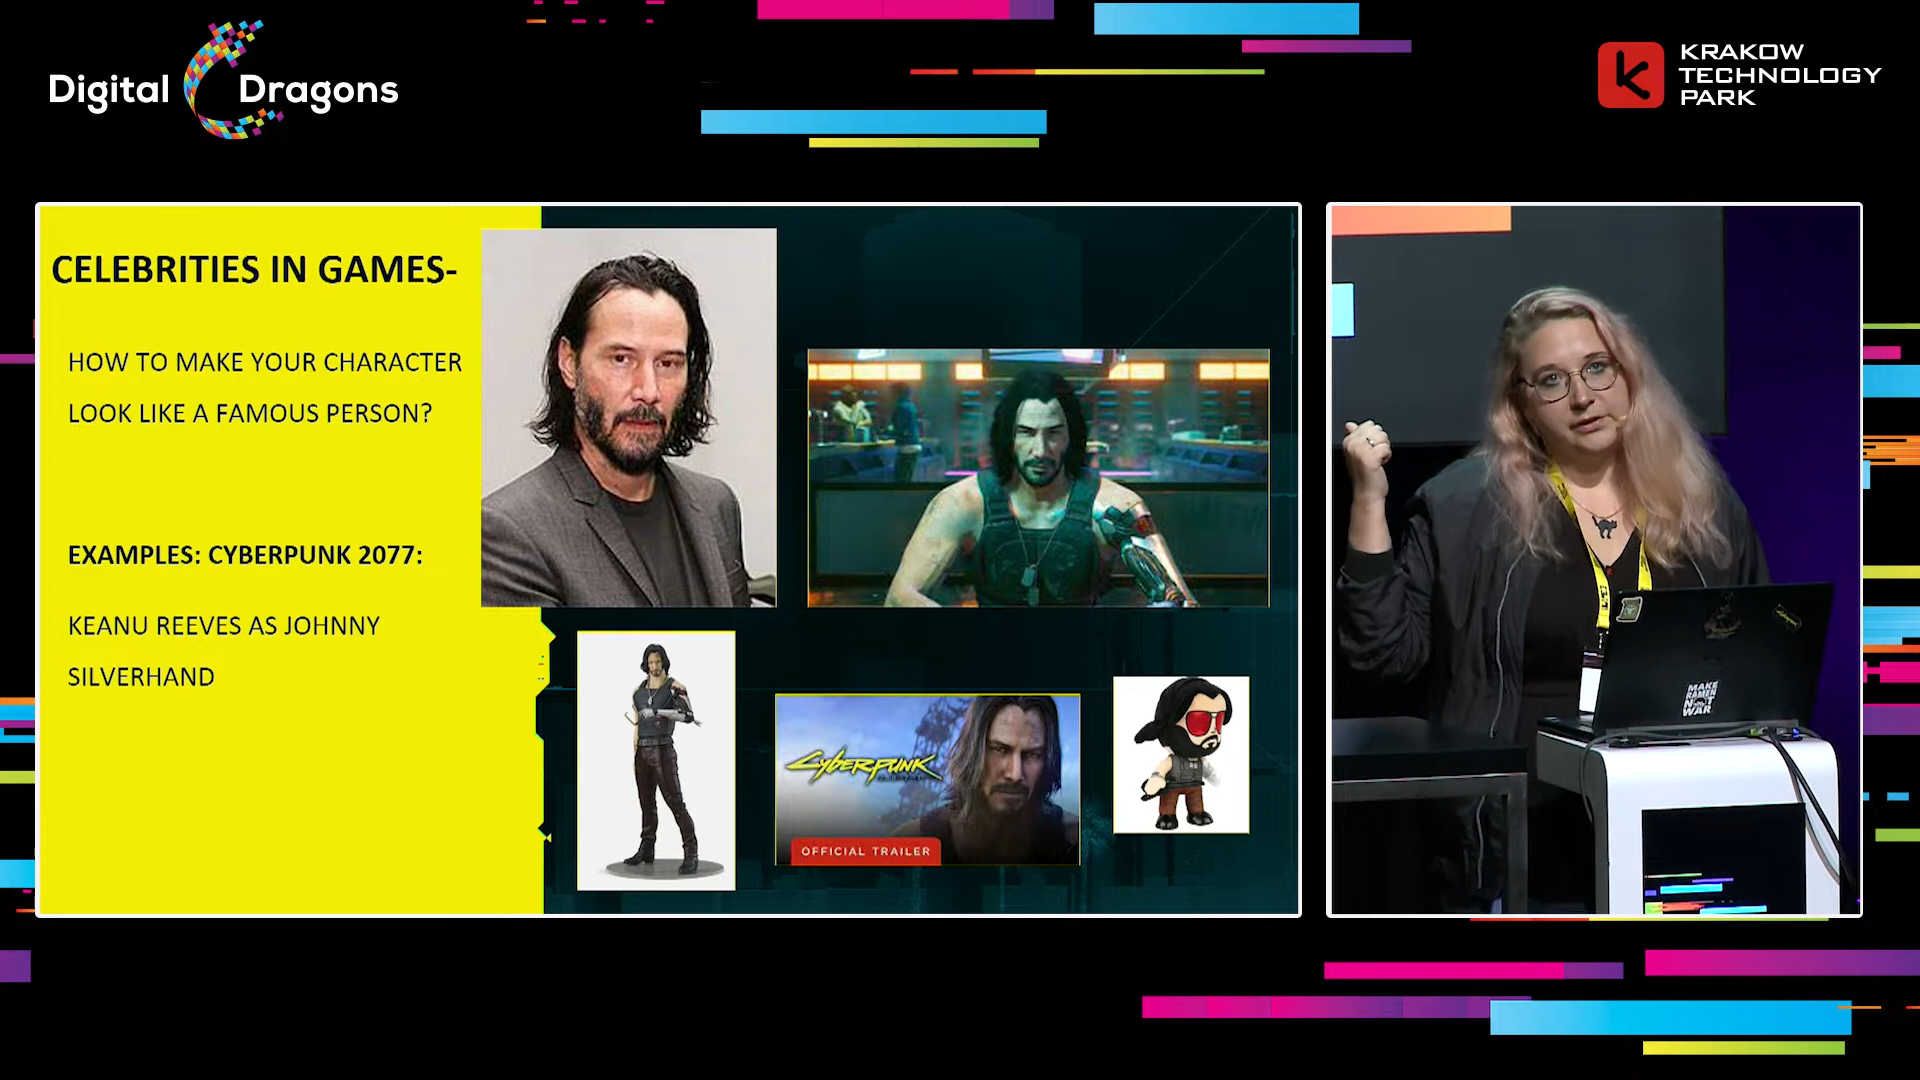 Digital Dragons
KRAKOW
TECHNOLOGY
PARK
CELEBRITIES IN GAMES-
HOW TO MAKE YOUR CHARACTER
LOOK LIKE A FAMOUS PERSON?
EXAMPLES: CYBERPUNK 2077:
KEANU REEVES AS JOHNNY
SILVERHAND
CYBERPUNK
OFFICIAL TRAILER
MAKE
RAMEN
NOT
WAR